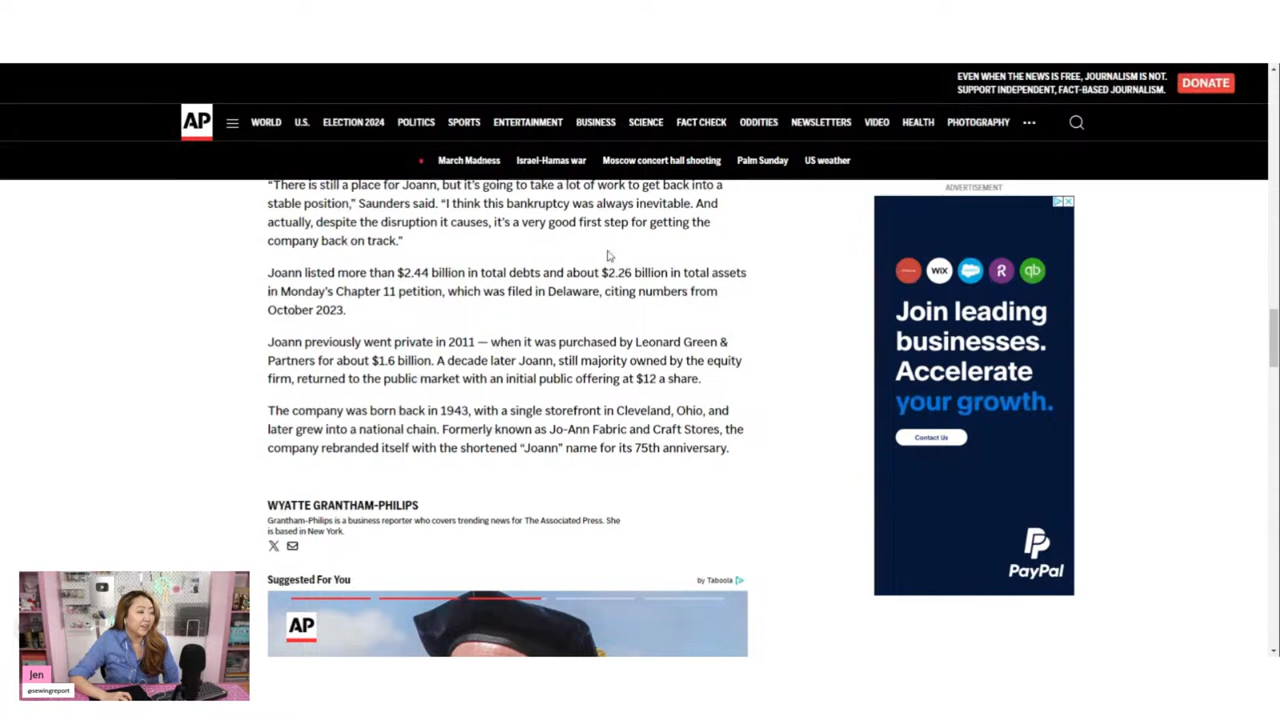 EVEN WHEN THE NEWS IS FREE, JOURNALISM IS NOT.
SUPPORT INDEPENDENT, FACT-BASED JOURNALISM.
DONATE
AP
WORLD U.S. ELECTION 2024 POLITICS SPORTS ENTERTAINMENT BUSINESS SCIENCE FACT CHECK ODDITIES NEWSLETTERS VIDEO HEALTH PHOTOGRAPHY
March Madness Israel-Hamas war Moscow concert hall shooting Palm Sunday US weather
“There is still a place for Joann, but it’s going to take a lot of work to get back into a
stable position,” Saunders said. “I think this bankruptcy was always inevitable. And
actually, despite the disruption it causes, it’s a very good first step for getting the
company back on track.”
Joann listed more than $2.44 billion in total debts and about $2.26 billion in total assets
in Monday’s Chapter 11 petition, which was filed in Delaware, citing numbers from
October 2023.
Joann previously went private in 2011 — when it was purchased by Leonard Green &
Partners for about $1.6 billion. A decade later Joann, still majority owned by the equity
firm, returned to the public market with an initial public offering at $12 a share.
The company was born back in 1943, with a single storefront in Cleveland, Ohio, and
later grew into a national chain. Formerly known as Jo-Ann Fabric and Craft Stores, the
company rebranded itself with the shortened “Joann” name for its 75th anniversary.
WYATTE GRANTHAM-PHILIPS
Grantham-Philips is a business reporter who covers trending news for The Associated Press. She
is based in New York.
Suggested For You
by Taboola
AP
ADVERTISEMENT
WIX
R
qb
Join leading
businesses.
Accelerate
your growth.
Contact Us
PayPal
Jen
@sewingreport